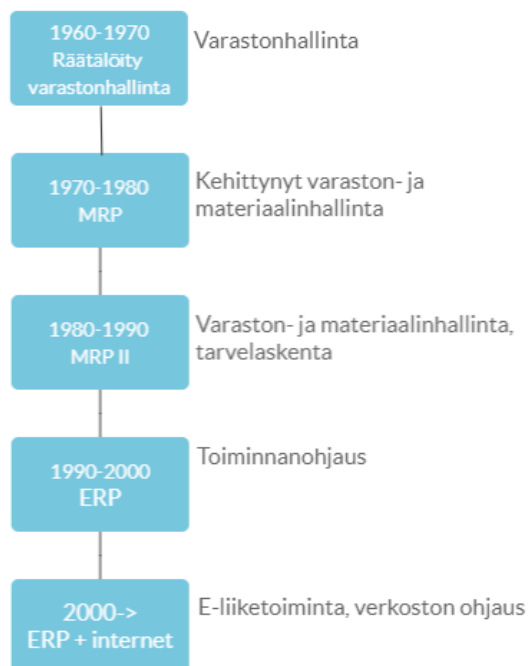 1960-1970
Räätälöity
varastonhallinta
Varastonhallinta
1970-1980
MRP
Kehittynyt varaston- ja
materiaalinhallinta
1980-1990
MRP II
Varaston- ja materiaalinhallinta,
tarvelaskenta
1990-2000
ERP
Toiminnanohjaus
2000->
ERP + internet
E-liiketoiminta, verkoston ohjaus